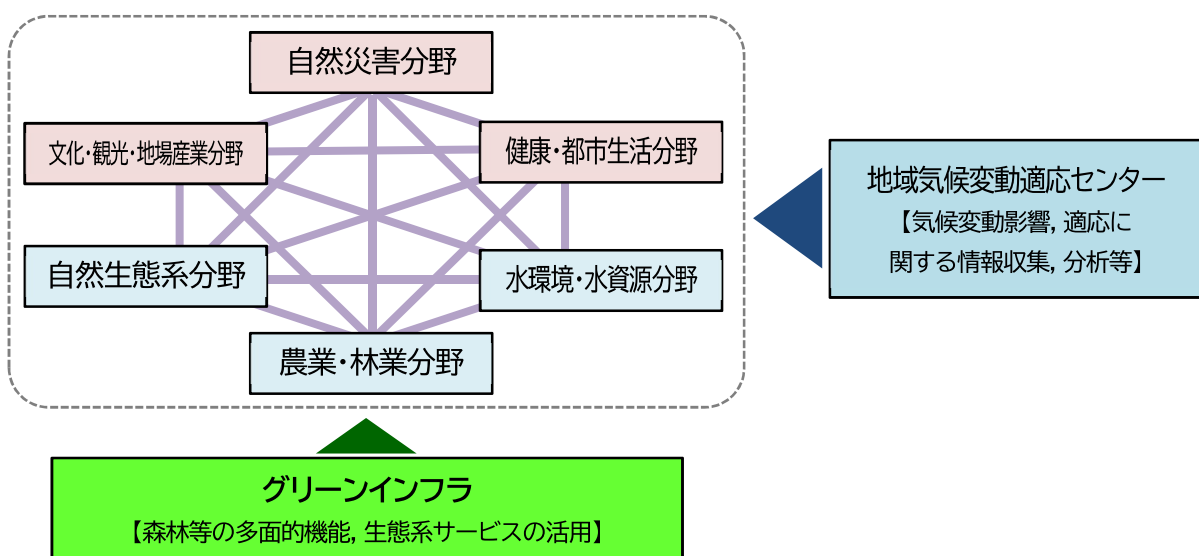 自然災害分野
文化・観光・地場産業分野
健康・都市生活分野
自然生態系分野
水環境・水資源分野
農業・林業分野
地域気候変動適応センター
【気候変動影響, 適応に
関する情報収集, 分析等】
グリーンインフラ
【森林等の多面的機能, 生態系サービスの活用】